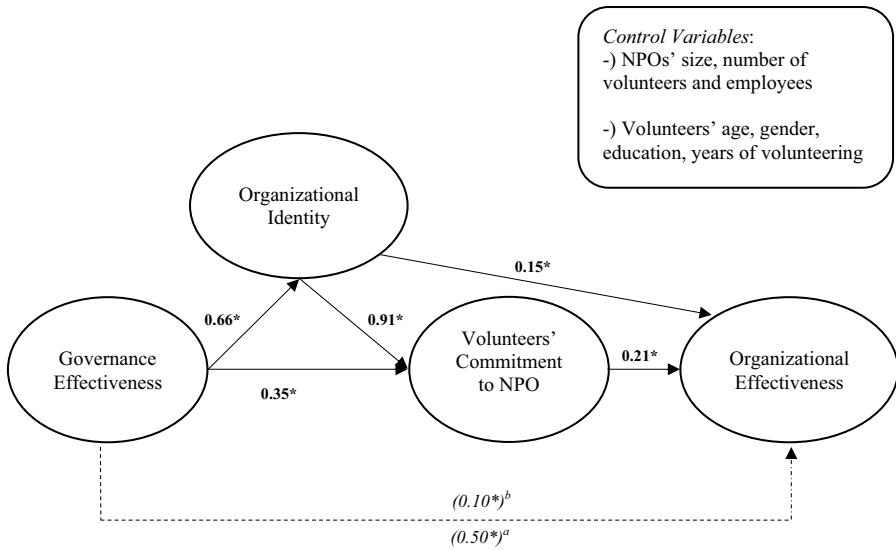 Control Variables:
-) NPOs' size, number of
volunteers and employees
-) Volunteers' age, gender,
education, years of volunteering
Organizational
Identity
0.15*
0.66*
0.91*
Governance
Effectiveness
Volunteers'
Commitment
to NPO
0.21*
Organizational
Effectiveness
0.35*
(0.10*)b
(0.50*)a